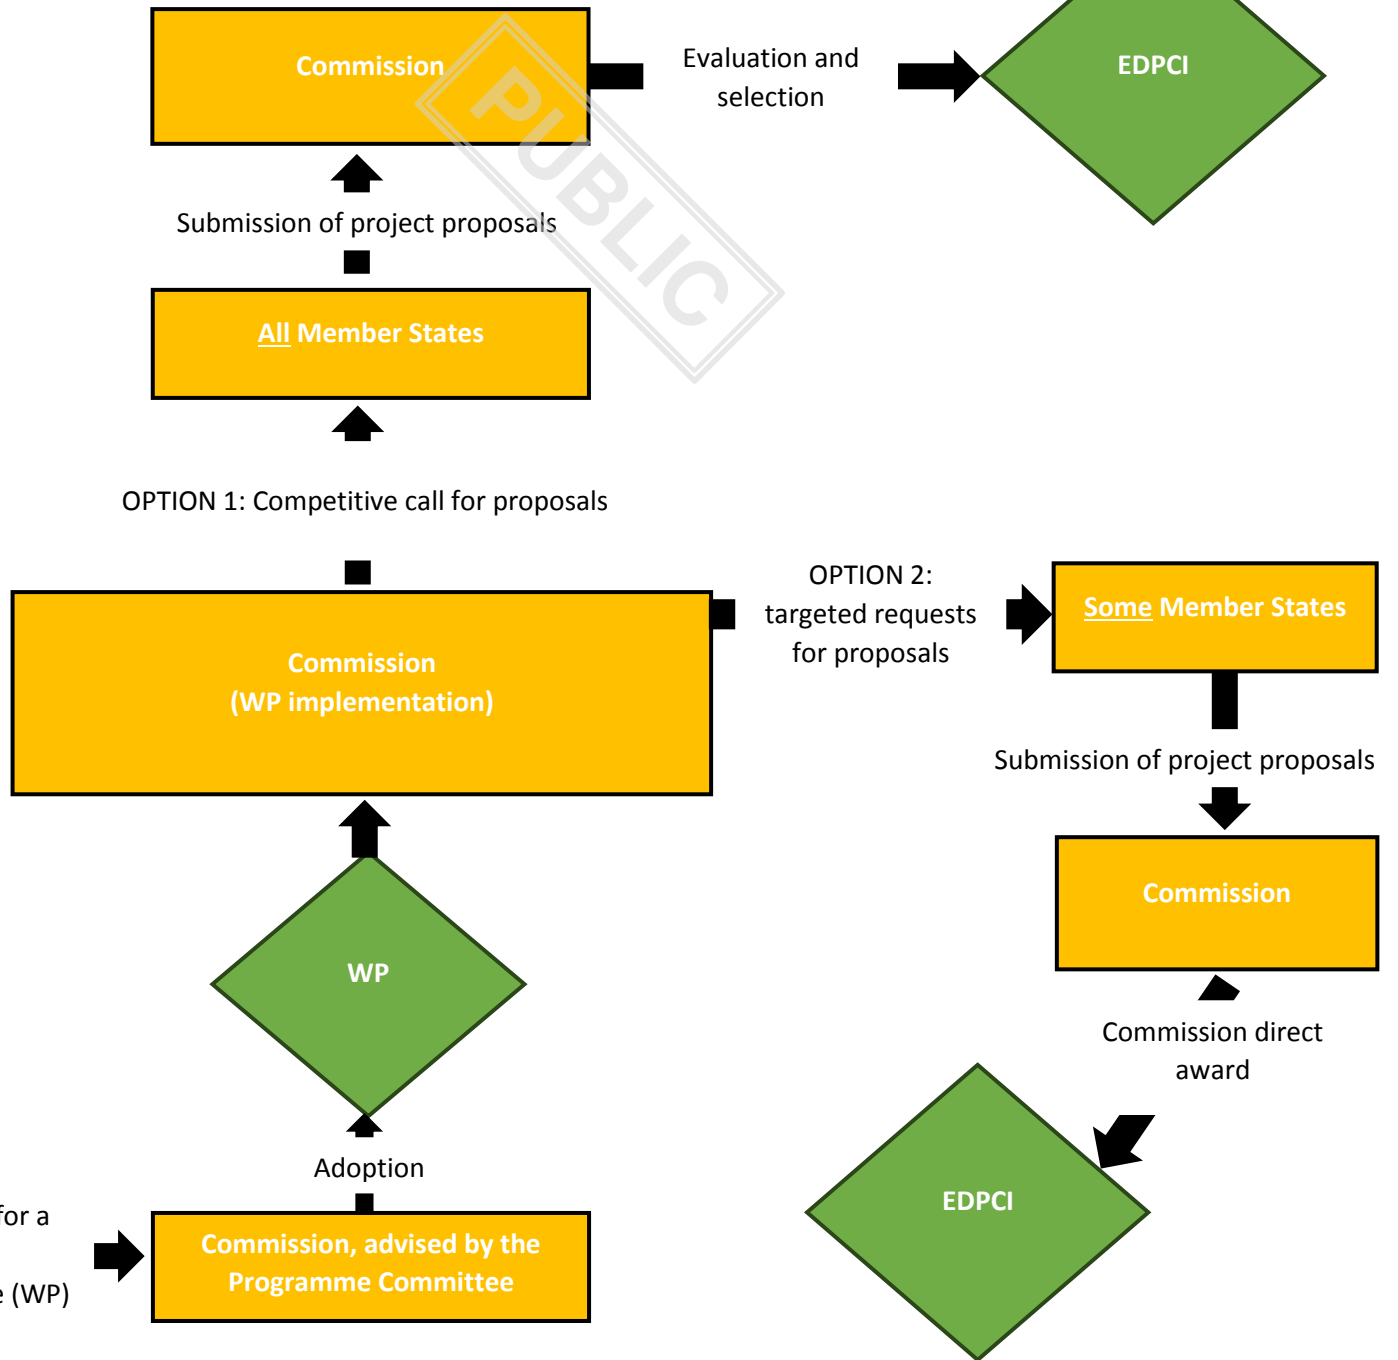 Commission
Evaluation and
selection
EDPCI
PUBLIC
Submission of project proposals
All Member States
OPTION 1: Competitive call for proposals
OPTION 2:
targeted requests
for proposals
Some Member States
Commission
(WP implementation)
Submission of project proposals
Commission
WP
Commission direct
award
Adoption
EDPCI
for a
e (WP)
Commission, advised by the
Programme Committee